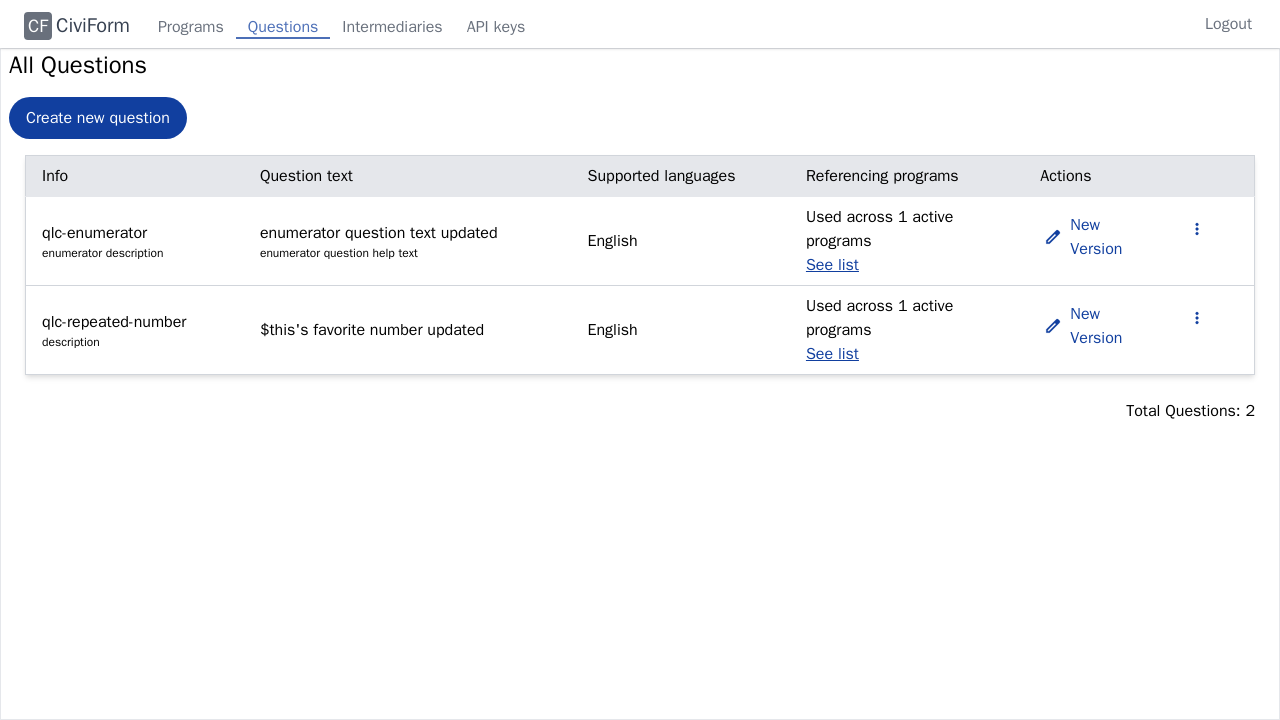 CF CiviForm Programs Questions Intermediaries API keys Logout
All Questions
Create new question
Info Question text Supported languages Referencing programs Actions
qlc-enumerator
enumerator description
enumerator question text updated
enumerator question help text
English
Used across 1 active
programs
See list
New
Version
qlc-repeated-number
description
$this's favorite number updated
English
Used across 1 active
programs
See list
New
Version
Total Questions: 2